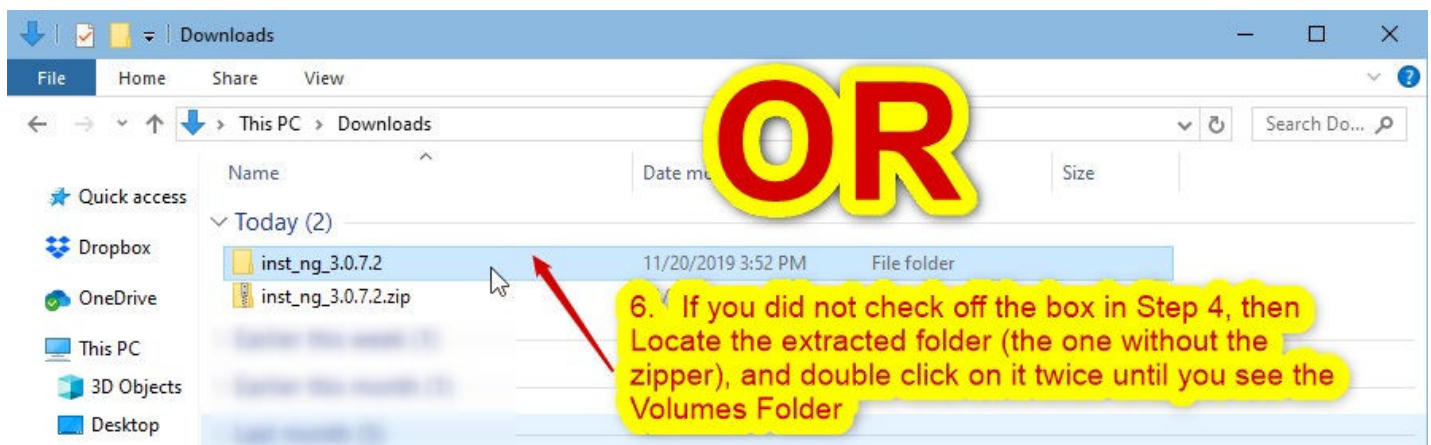 Downloads
File Home Share View
OR
This PC > Downloads
Search Do...
Name Date mo Size
Quick access
Today (2)
Dropbox
inst_ng_3.0.7.2 11/20/2019 3:52 PM File folder
OneDrive
inst_ng_3.0.7.2.zip
6. If you did not check off the box in Step 4, then
Locate the extracted folder (the one without the
zipper), and double click on it twice until you see the
Volumes Folder
This PC
3D Objects
Desktop